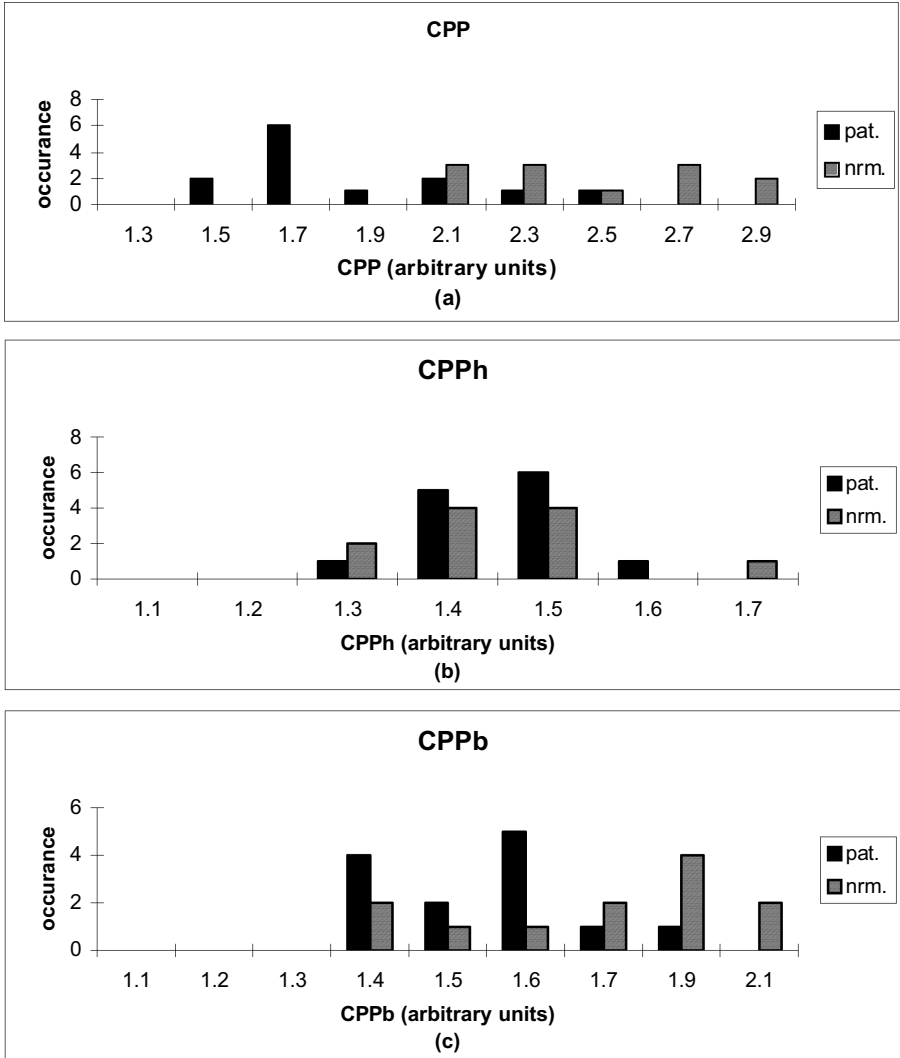 CPP
8
6
4
2
0
occurance
1.3 1.5 1.7 1.9 2.1 2.3 2.5 2.7 2.9
CPP (arbitrary units)
(a)
pat.
nrm.
CPPh
8
6
4
2
0
occurance
1.1 1.2 1.3 1.4 1.5 1.6 1.7
CPPh (arbitrary units)
(b)
pat.
nrm.
CPPb
6
4
2
0
occurance
1.1 1.2 1.3 1.4 1.5 1.6 1.7 1.9 2.1
CPPb (arbitrary units)
(c)
pat.
nrm.